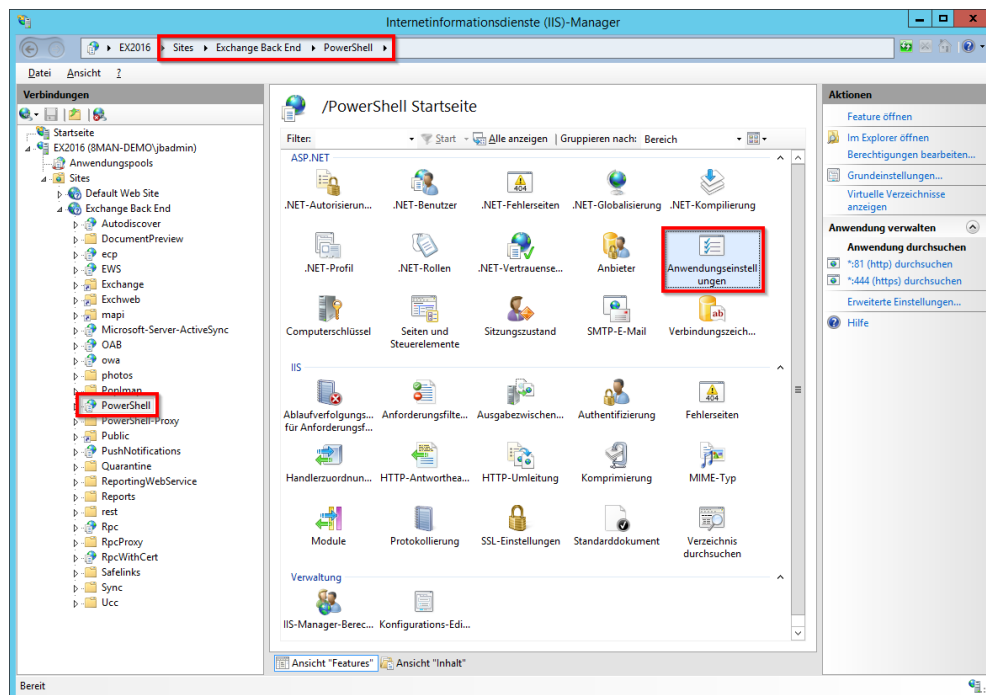 Internetinformationsdienste (IIS)-Manager
EX2016 Sites Exchange Back End PowerShell
Datei Ansicht ?
Verbindungen
Startseite
EX2016 (8MAN-DEMO\jbadmin)
Anwendungspools
Sites
Default Web Site
Exchange Back End
Autodiscover
DocumentPreview
ecp
EWS
Exchange
Exchweb
mapi
Microsoft-Server-ActiveSync
OAB
owa
photos
PopImap
PowerShell
PowerShell-Proxy
Public
PushNotifications
Quarantine
ReportingWebService
Reports
rest
Rpc
RpcProxy
RpcWithCert
Safelinks
Sync
Ucc
/PowerShell Startseite
Filter: Start Alle anzeigen Gruppieren nach: Bereich
ASP.NET
.NET-Autorisierun... .NET-Benutzer .NET-Fehlerseiten .NET-Globalisierung .NET-Kompilierung
.NET-Profil .NET-Rollen .NET-Vertrauense... Anbieter Anwendungseinstell
ungen
Computerschlüssel Seiten und Sitzungszustand SMTP-E-Mail Verbindungszeich...
Steuerelemente
IIS
Ablaufverfolgungs... Anforderungsfilte... Ausgabezwischen... Authentifizierung Fehlerseiten
für Anforderungsf...
Handlerzuordnun... HTTP-Antworthea... HTTP-Umleitung Komprimierung MIME-Typ
Module Protokollierung SSL-Einstellungen Standarddokument Verzeichnis
durchsuchen
Verwaltung
IIS-Manager-Berec... Konfigurations-Edi...
Ansicht "Features" Ansicht "Inhalt"
Aktionen
Feature öffnen
Im Explorer öffnen
Berechtigungen bearbeiten...
Grundeinstellungen...
Virtuelle Verzeichnisse
anzeigen
Anwendung verwalten
Anwendung durchsuchen
*:81 (http) durchsuchen
*:444 (https) durchsuchen
Erweiterte Einstellungen...
Hilfe
Bereit